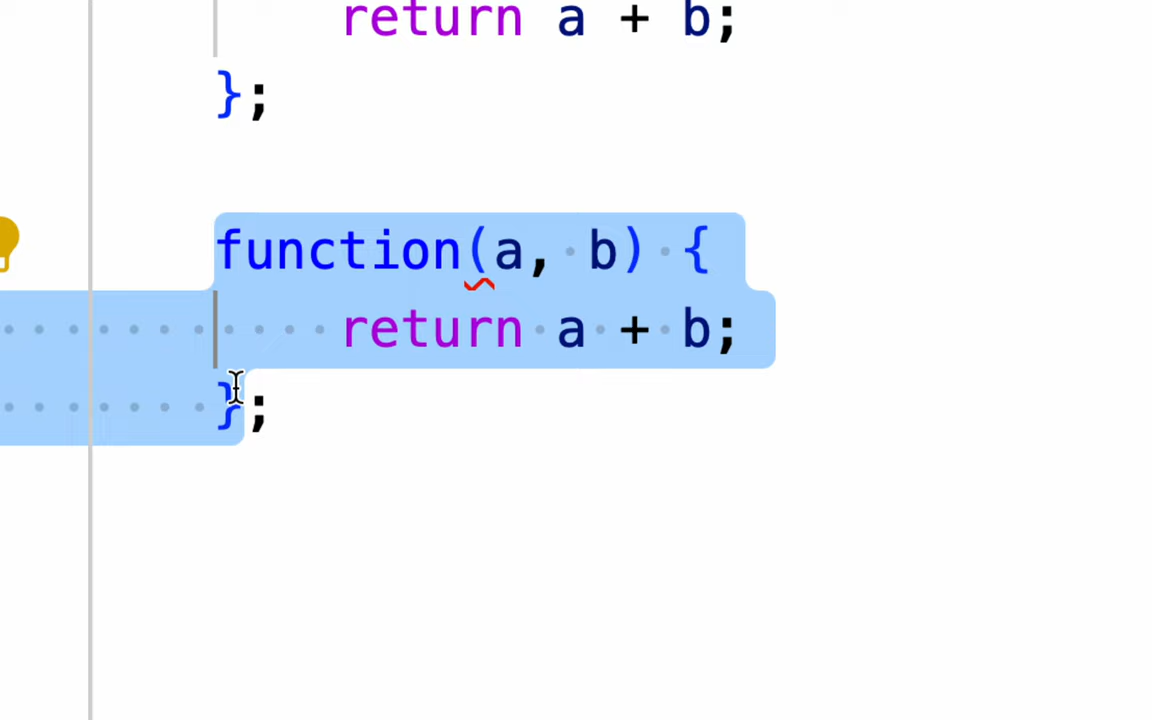 return a + b;
};
function(a, b) {
return a + b;
};